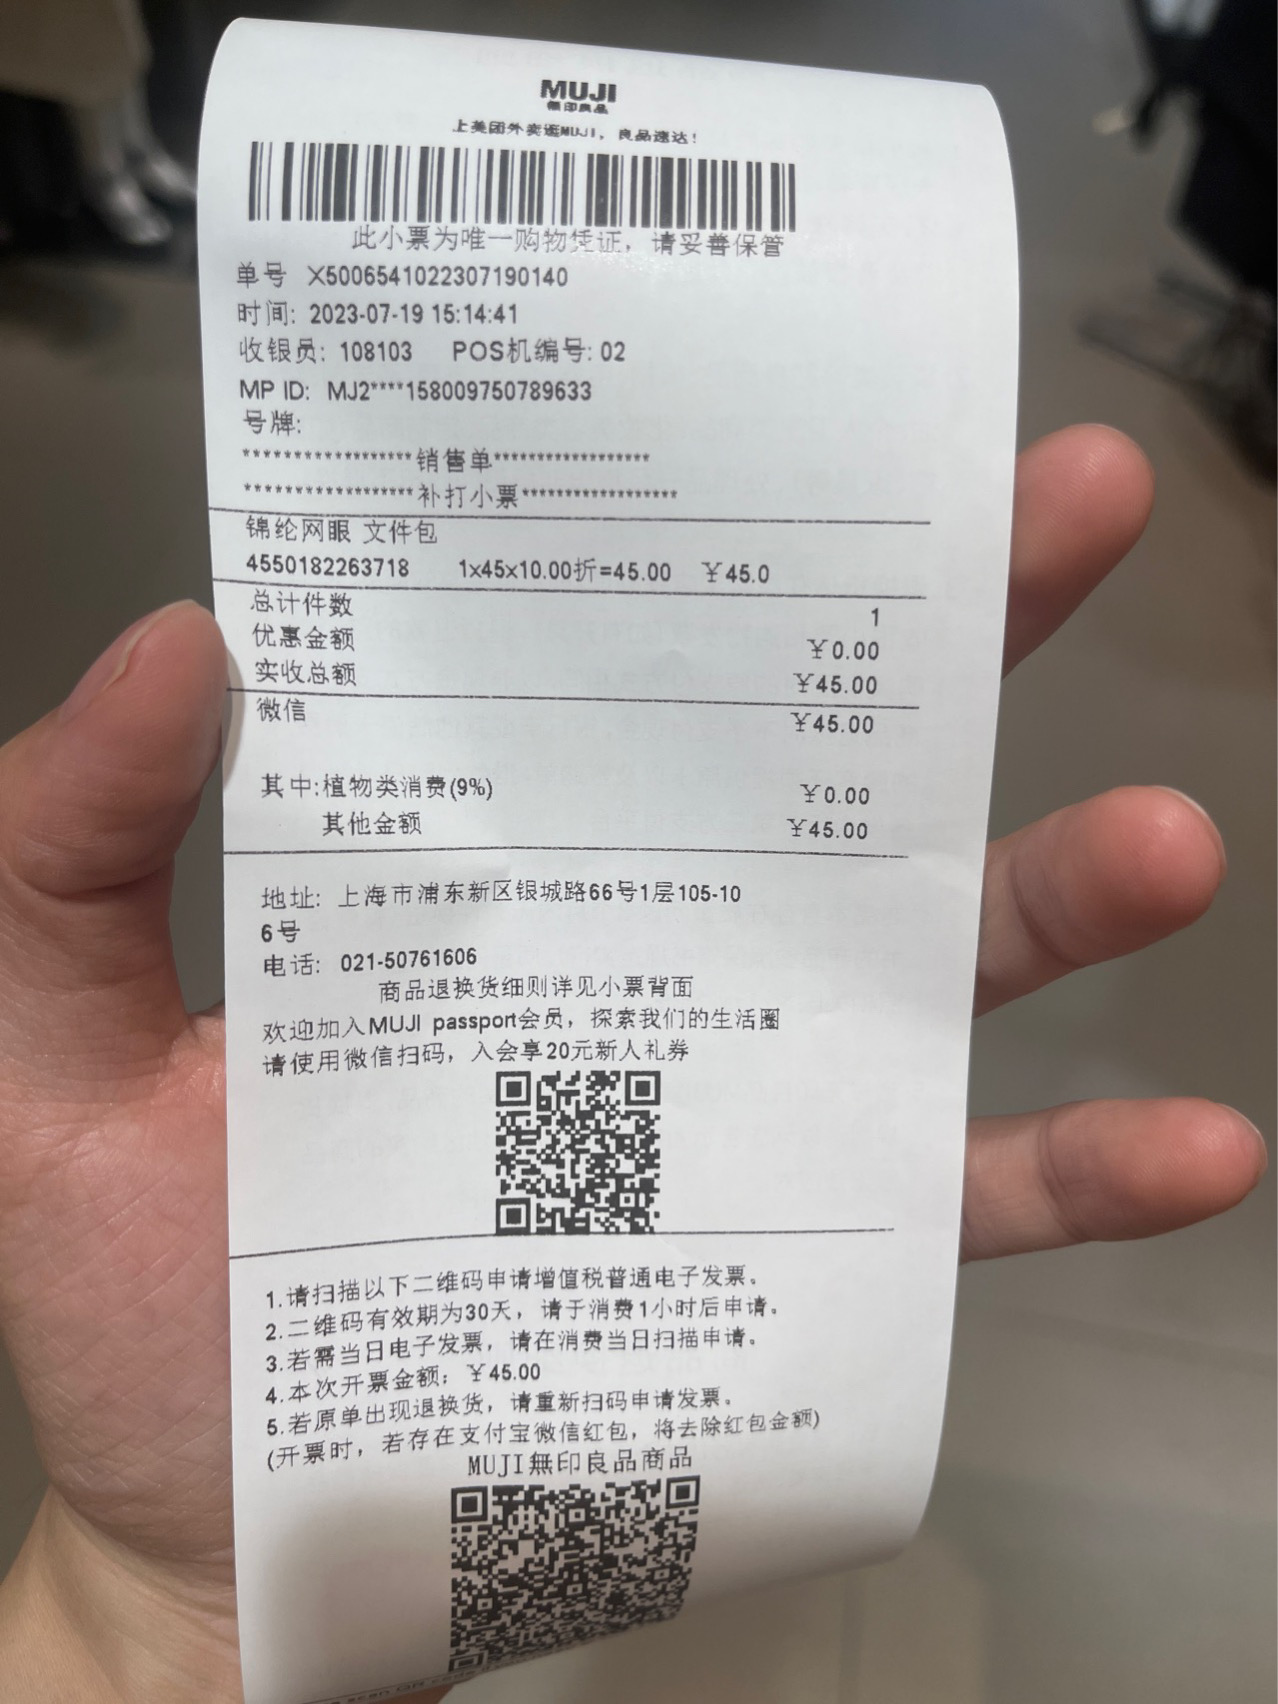 MUJI
無印良品
上美团外卖逛MUJI，良品速达！
此小票为唯一购物凭证，请妥善保管
单号 X5006541022307190140
时间: 2023-07-19 15:14:41
收银员: 108103 POS机编号: 02
MP ID: MJ2****158009750789633
号牌:
******************销售单******************
******************补打小票******************
锦纶网眼 文件包
4550182263718 1x45x10.00折=45.00 ￥45.0
总计件数 1
优惠金额 ￥0.00
实收总额 ￥45.00
微信 ￥45.00
其中:植物类消费(9%) ￥0.00
其他金额 ￥45.00
地址: 上海市浦东新区银城路66号1层105-10
6号
电话: 021-50761606
商品退换货细则详见小票背面
欢迎加入MUJI passport会员，探索我们的生活圈
请使用微信扫码，入会享20元新人礼券
1.请扫描以下二维码申请增值税普通电子发票。
2.二维码有效期为30天，请于消费1小时后申请。
3.若需当日电子发票，请在消费当日扫描申请。
4.本次开票金额: ￥45.00
5.若原单出现退换货，请重新扫码申请发票。
(开票时，若存在支付宝微信红包，将去除红包金额)
MUJI無印良品商品
scan QR code